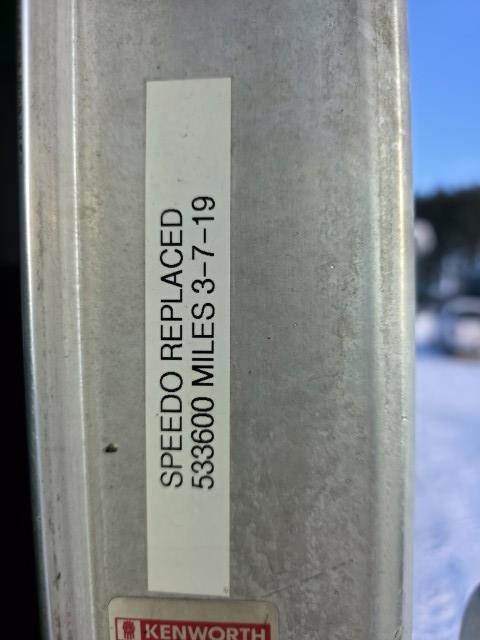 SPEEDO REPLACED
533600 MILES 3-7-19
KENWORTH